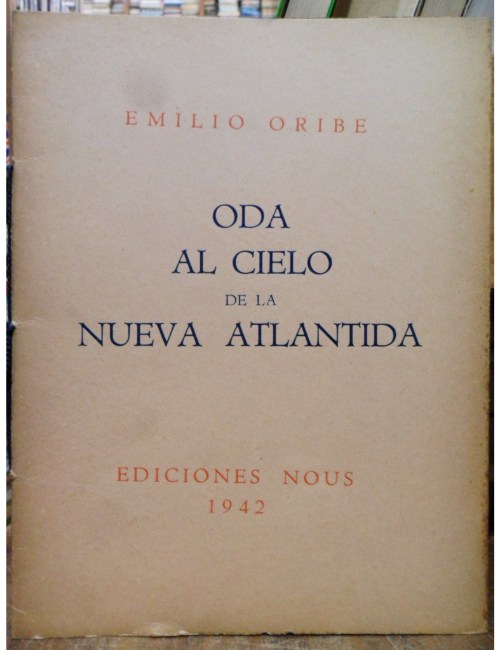 EMILIO ORIBE
ODA
AL CIELO
DE LA
NUEVA ATLANTIDA
EDICIONES NOUS
1942